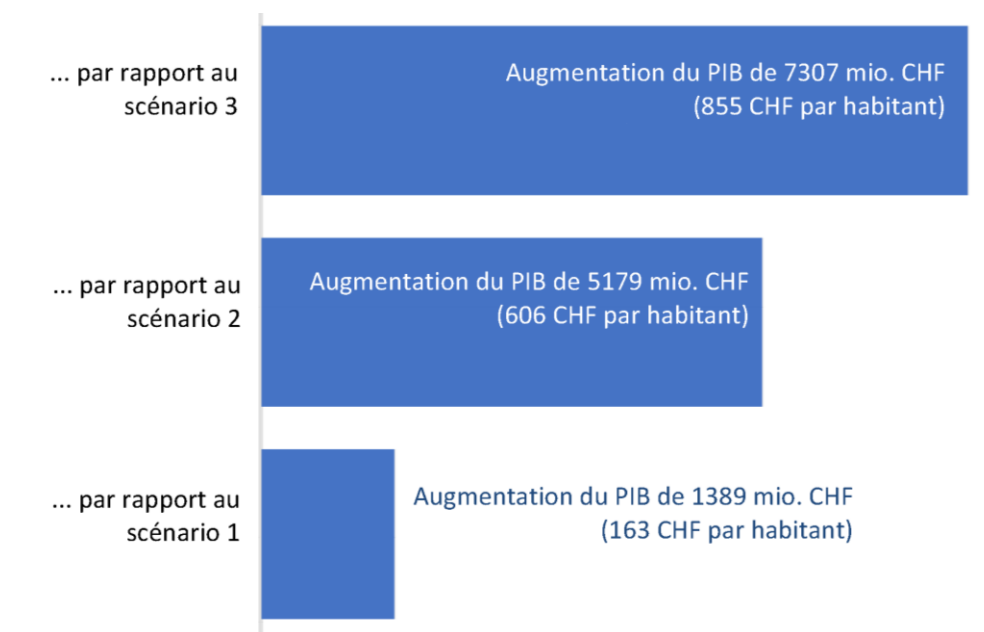 ... par rapport au
scénario 3
Augmentation du PIB de 7307 mio. CHF
(855 CHF par habitant)
... par rapport au
scénario 2
Augmentation du PIB de 5179 mio. CHF
(606 CHF par habitant)
... par rapport au
scénario 1
Augmentation du PIB de 1389 mio. CHF
(163 CHF par habitant)